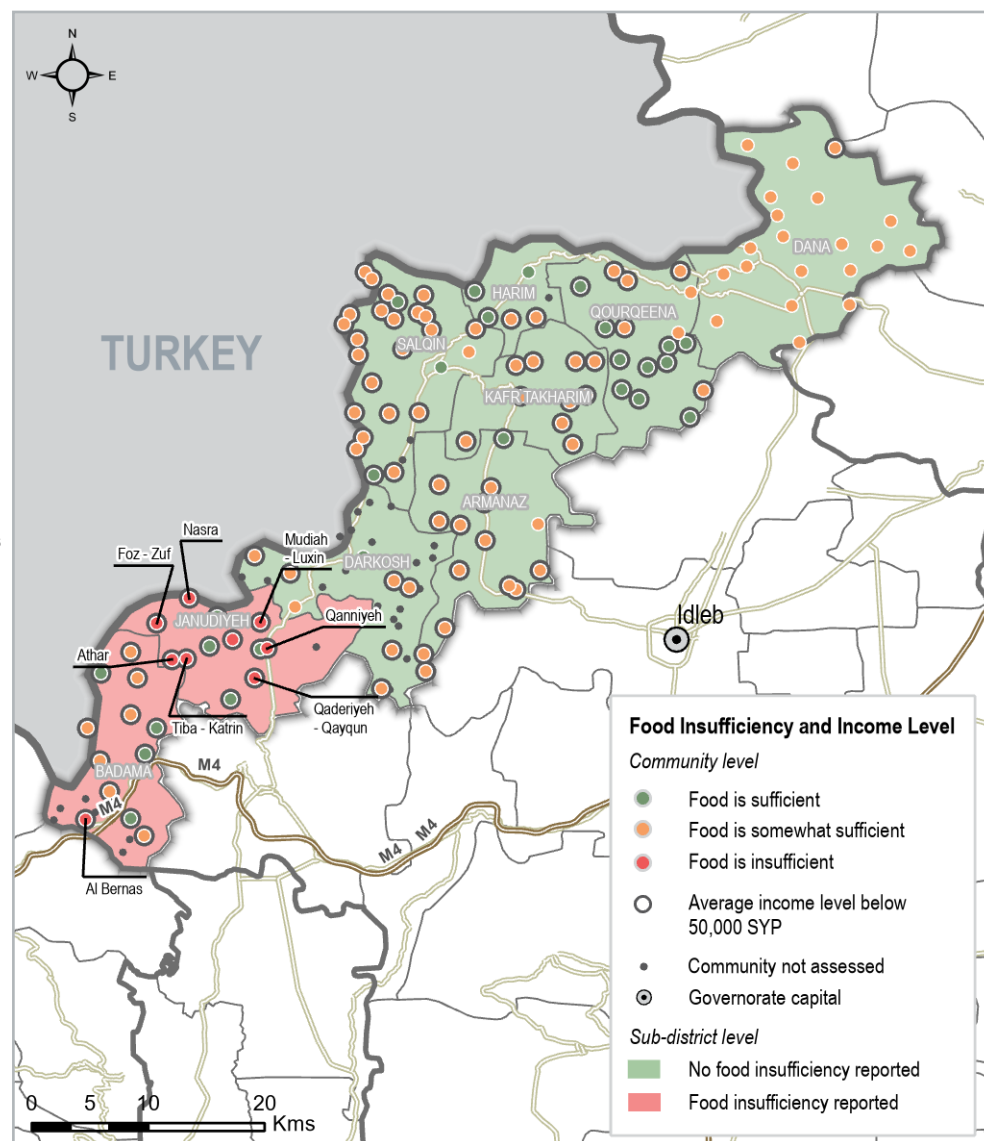 N
W E
S
TURKEY
DANA
HARIM
QOURQEENA
SALQIN
KAFR TAKHARIM
ARMANAZ
Nasra
Foz - Zuf
Mudiah
- Luxin
DARKOSH
JANUDIYEH
Qanniyeh
Idleb
Athar
Tiba - Katrin
Qaderiyeh
- Qayqun
BADAMA
M4
M4
M4
M4
Al Bernas
Food Insufficiency and Income Level
Community level
Food is sufficient
Food is somewhat sufficient
Food is insufficient
Average income level below
50,000 SYP
Community not assessed
Governorate capital
Sub-district level
No food insufficiency reported
Food insufficiency reported
0 5 10 20
Kms